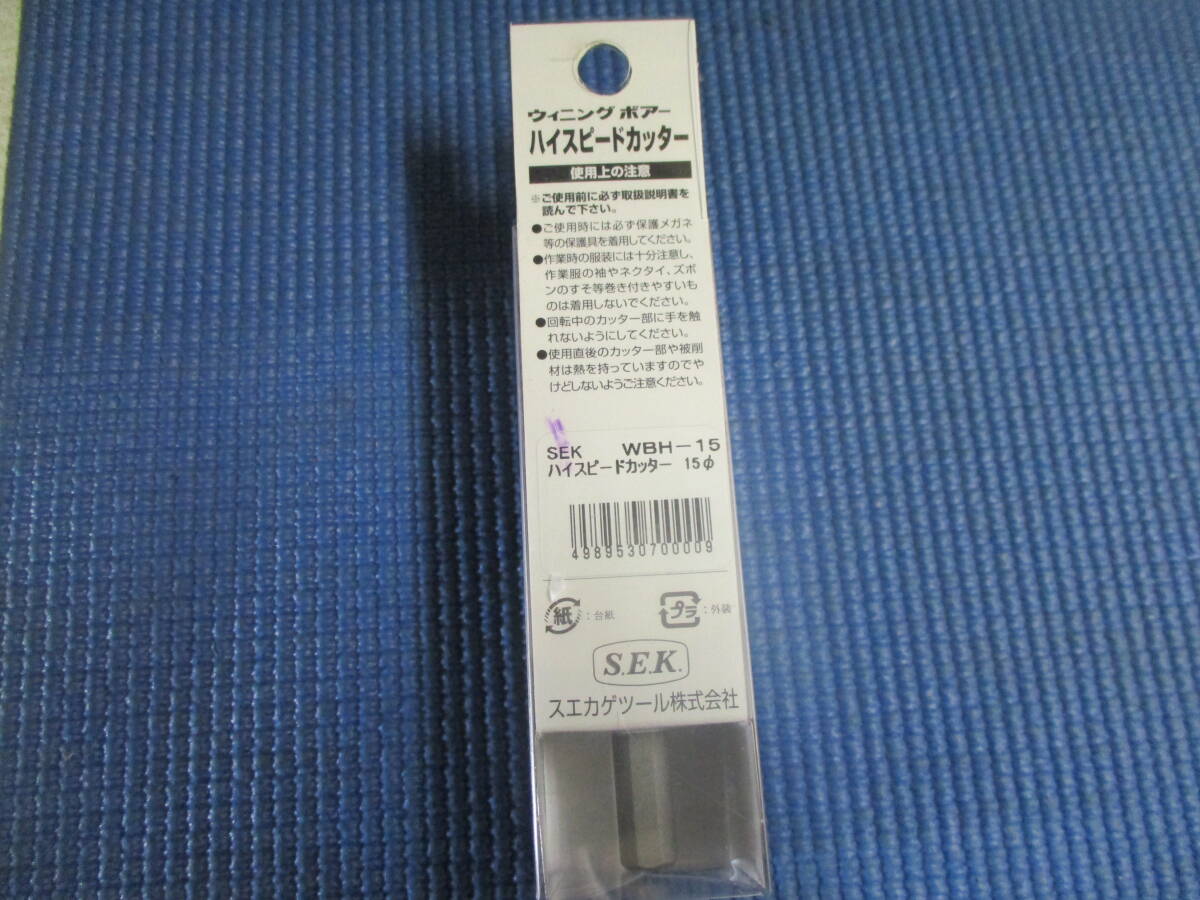 ウィニングボアー
ハイスピードカッター
使用上の注意
※ご使用前に必ず取扱説明書を
読んで下さい。
●ご使用時には必ず保護メガネ
等の保護具を着用してください。
●作業時の服装には十分注意し、
作業服の袖やネクタイ、ズボ
ンのすそ等巻き付きやすいも
のは着用しないでください。
●回転中のカッター部に手を触
れないようにしてください。
●使用直後のカッター部や被削
材は熱を持っていますのでや
けどしないようご注意ください。
SEK WBH-15
ハイスピードカッター 15φ
4989530700009
紙:台紙 プラ:外装
S.E.K.
スエカゲツール株式会社